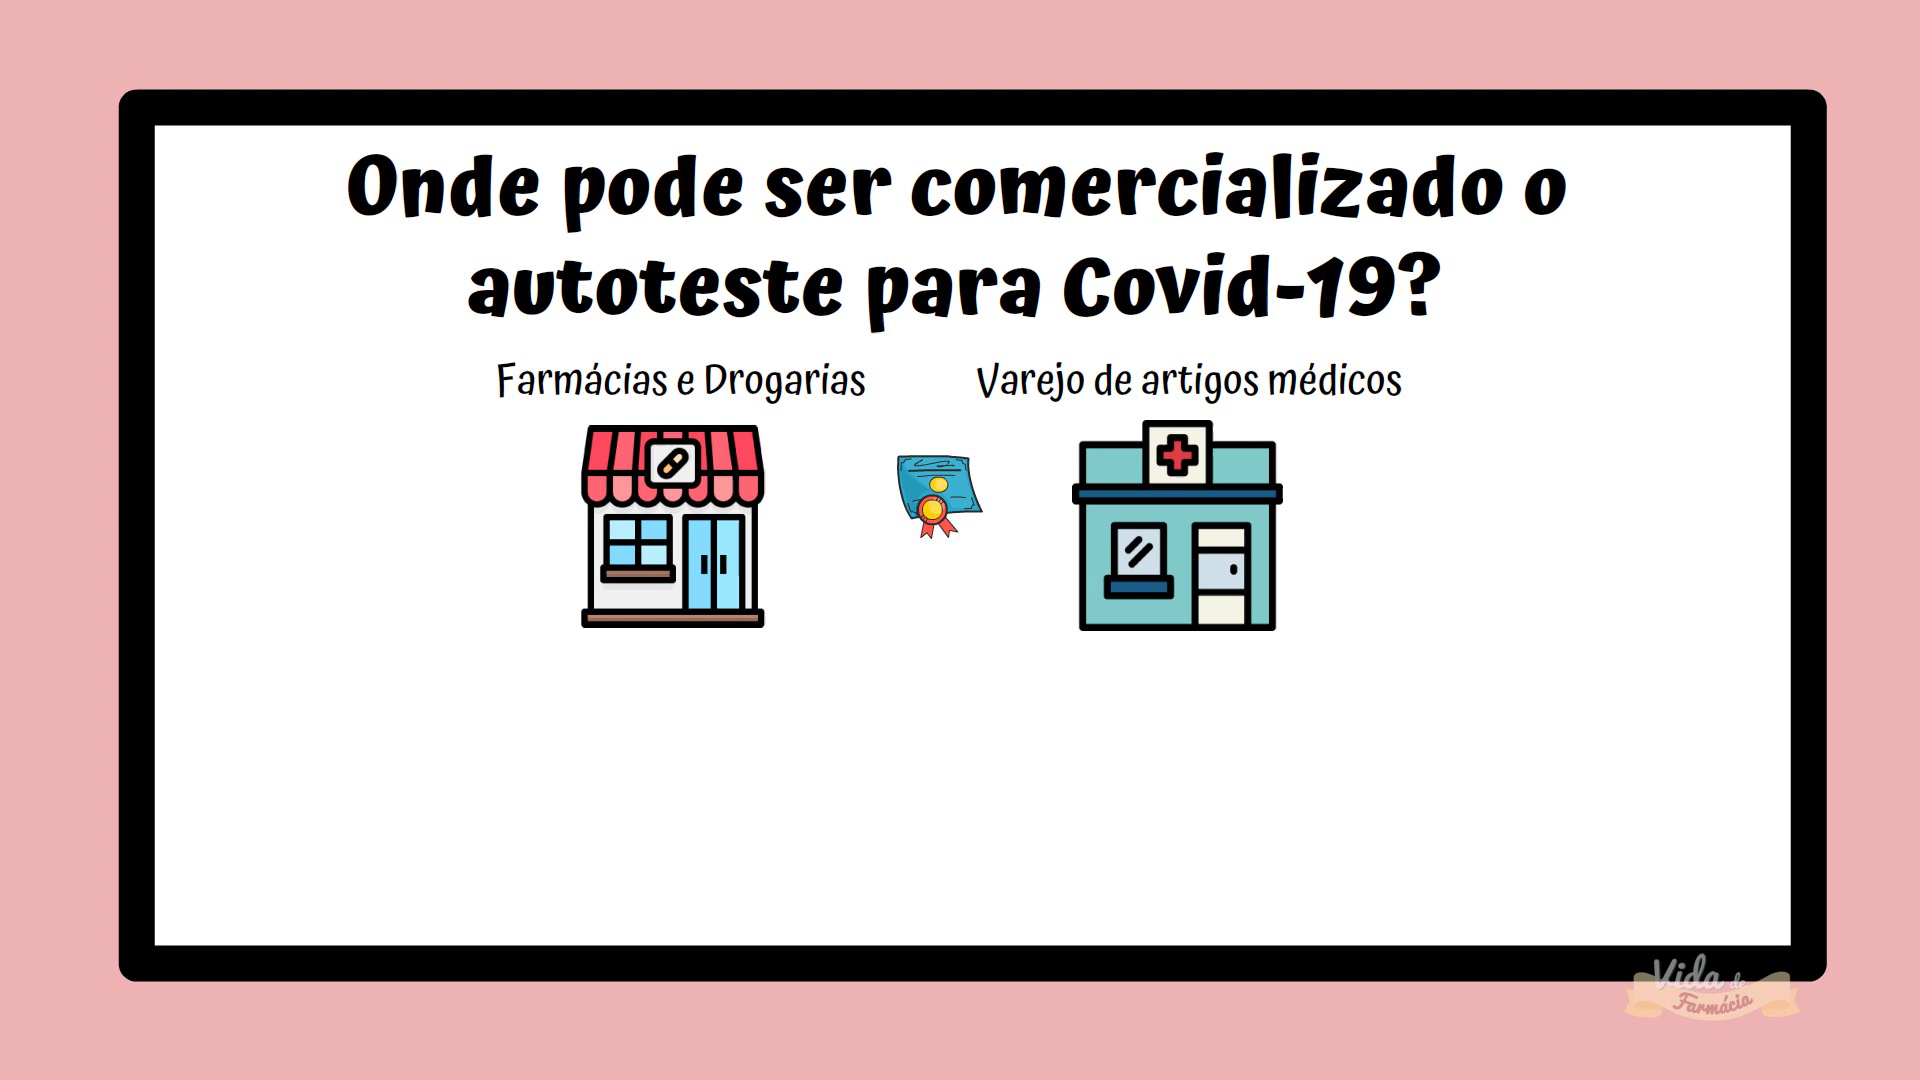 Onde pode ser comercializado o
autoteste para Covid-19?
Farmácias e Drogarias
Varejo de artigos médicos
Vida de
Farmácia